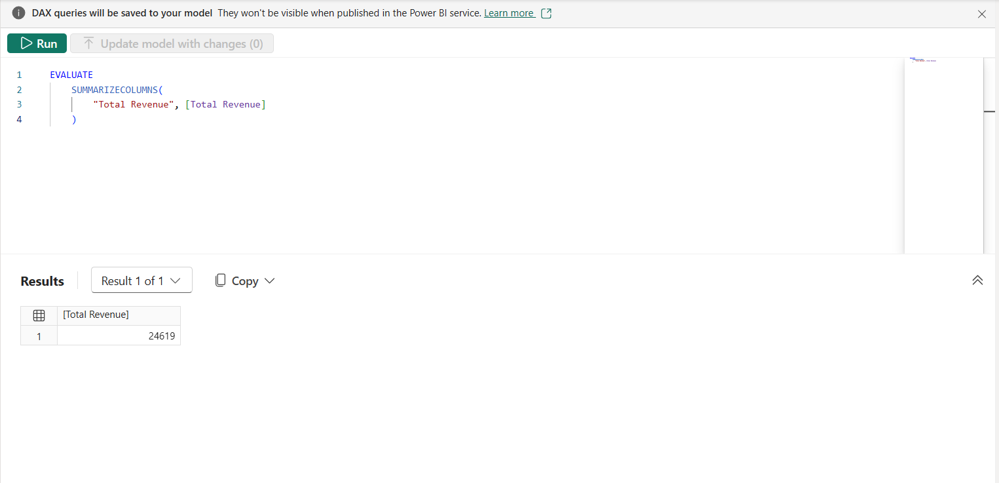 DAX queries will be saved to your model They won't be visible when published in the Power BI service. Learn more
Run Update model with changes (0)
1 EVALUATE
2 SUMMARIZECOLUMNS(
3 "Total Revenue", [Total Revenue]
4 )
Results Result 1 of 1 Copy
[Total Revenue]
1 24619